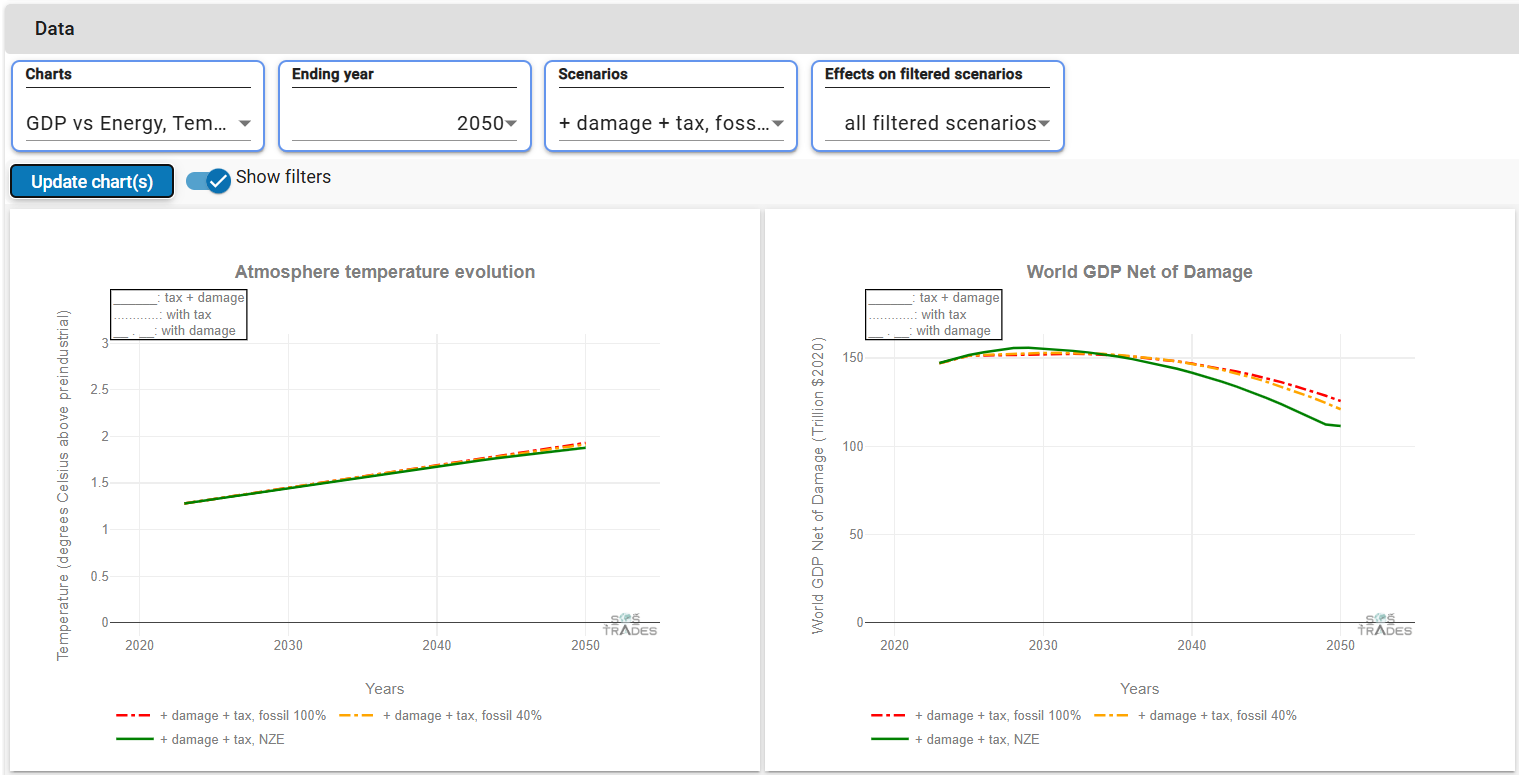 Data
Charts
GDP vs Energy, Tem...
Ending year
2050
Scenarios
+ damage + tax, foss...
Effects on filtered scenarios
all filtered scenarios
Update chart(s)
Show filters
Atmosphere temperature evolution
______: tax + damage
...........: with tax
__ . __: with damage
Temperature (degrees Celsius above preindustrial)
3
2.5
2
1.5
1
0.5
0
2020
2030
2040
2050
SOS
TRADES
Years
+ damage + tax, fossil 100%
+ damage + tax, fossil 40%
+ damage + tax, NZE
World GDP Net of Damage
______: tax + damage
...........: with tax
__ . __: with damage
World GDP Net of Damage (Trillion $2020)
150
100
50
0
2020
2030
2040
2050
SOS
TRADES
Years
+ damage + tax, fossil 100%
+ damage + tax, fossil 40%
+ damage + tax, NZE